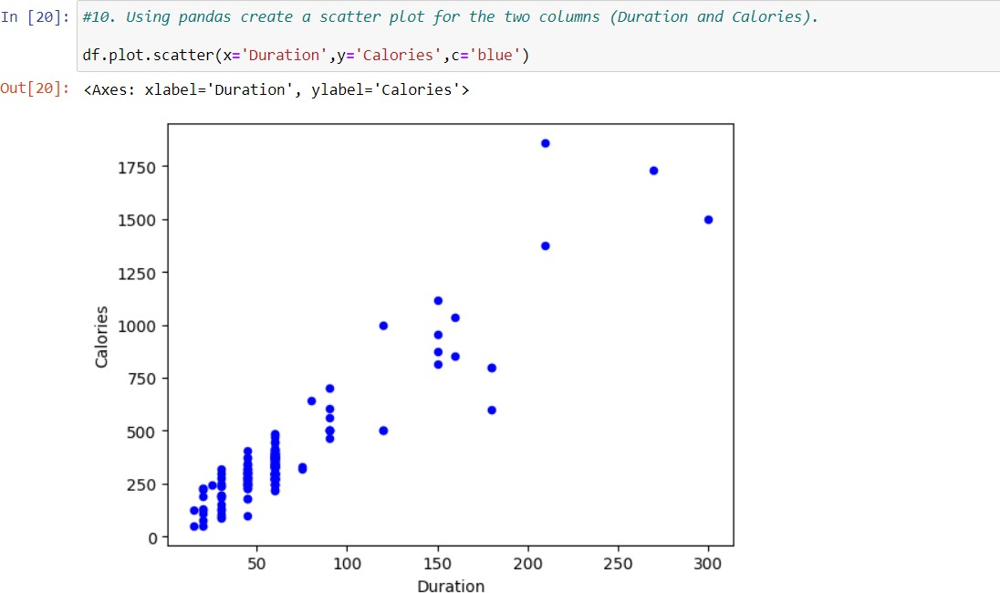 In [20]: #10. Using pandas create a scatter plot for the two columns (Duration and Calories).
df.plot.scatter(x='Duration',y='Calories',c='blue')
Out[20]: <Axes: xlabel='Duration', ylabel='Calories'>
1750
1500
1250
1000
750
500
250
0
Calories
50 100 150 200 250 300
Duration